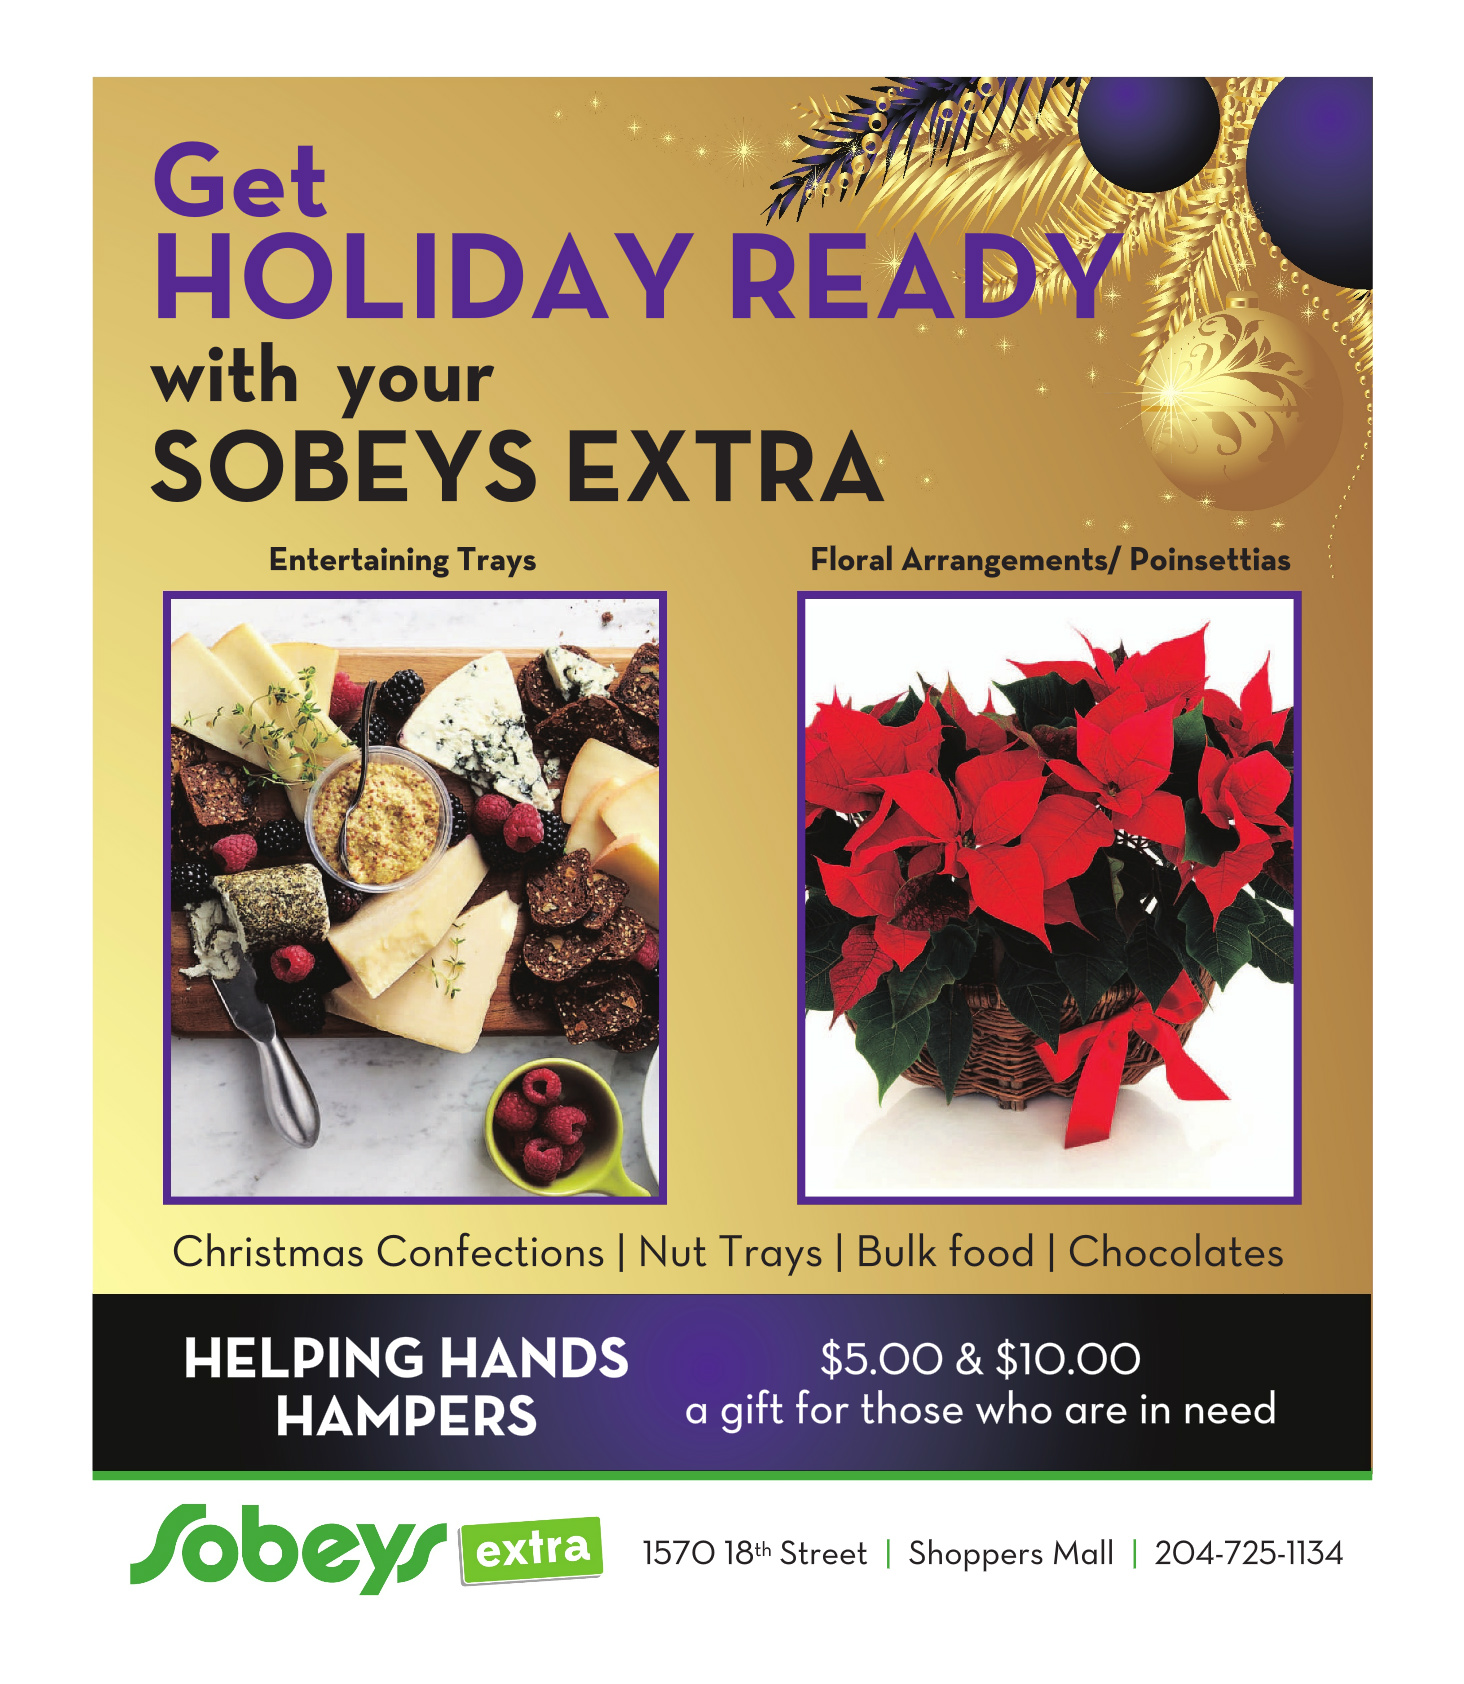 Get
HOLIDAY READY
with your
SOBEYS EXTRA
Entertaining Trays
Floral Arrangements/ Poinsettias
Christmas Confections | Nut Trays | Bulk food | Chocolates
HELPING HANDS
HAMPERS
$5.00 & $10.00
a gift for those who are in need
Sobeys extra
1570 18th Street | Shoppers Mall | 204-725-1134